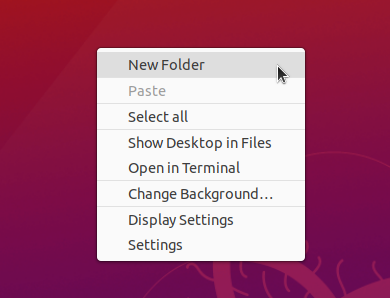 New Folder
Paste
Select all
Show Desktop in Files
Open in Terminal
Change Background…
Display Settings
Settings